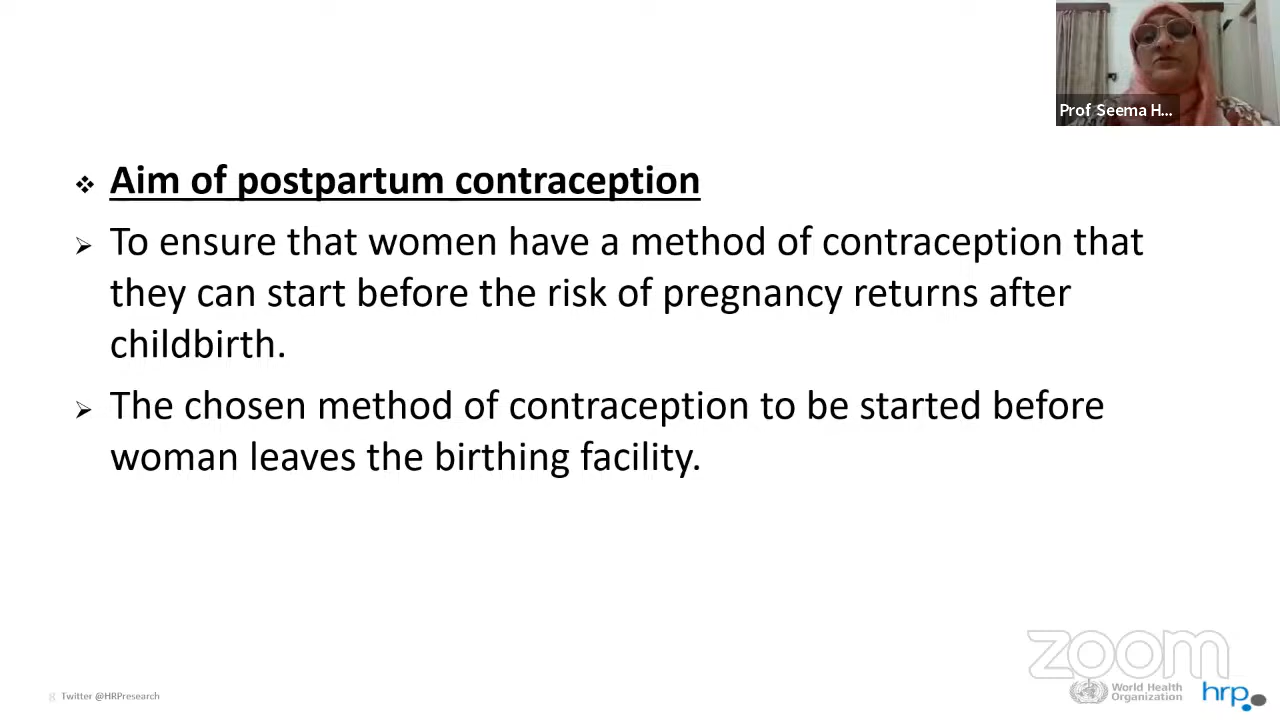 Prof Seema H...
Aim of postpartum contraception
To ensure that women have a method of contraception that
they can start before the risk of pregnancy returns after
childbirth.
The chosen method of contraception to be started before
woman leaves the birthing facility.
zoom
8 Twitter @HRPresearch
World Health
Organization
hrp